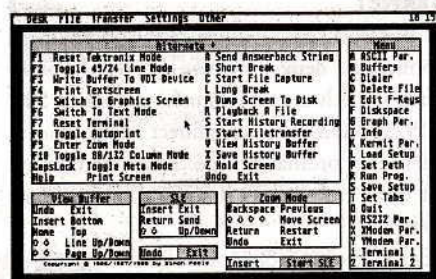 Desk File Transfer Settings Other
Alternate +
F1 Reset Tektronix Mode
F2 Toggle 49/24 Line Mode
F3 Write Buffer To VDI Device
F4 Print Textscreen
F5 Switch To Graphics Screen
F6 Switch To Text Mode
F7 Reset Terminal
F8 Toggle Autoprint
F9 Enter Zoom Mode
F10 Toggle 80/132 Column Mode
CapsLock Toggle Meta Mode
Help Print Screen
A Send Answerback String
B Short Break
C Start File Capture
L Long Break
P Dump Screen To Disk
R Playback A File
S Start History Recording
T Start Filetransfer
V View History Buffer
X Save History Buffer
Z Hold Screen
Undo Exit
Menu
A ASCII Par.
B Buffers
C Dialer
D Delete File
E Edit F-Keys
F Diskspace
G Graph Par.
I Info
K Kermit Par.
L Load Setup
P Set Path
R Run Prog.
S Save Setup
T Set Tabs
Q Quit
V RS232 Par.
X XModem Par.
Y YModem Par.
1 Terminal 1
2 Terminal 2
View Buffer
Undo Exit
Insert Bottom
Home Top
Line Up/Down
Page Up/Down
SLE
Insert Exit
Return Send
Up/Down
Undo Exit
Zoom Mode
Backspace Previous
Move Screen
Return Restart
Undo Exit
Insert Start SLE
Copyright © 1986/1987/1988 by Simon Poole